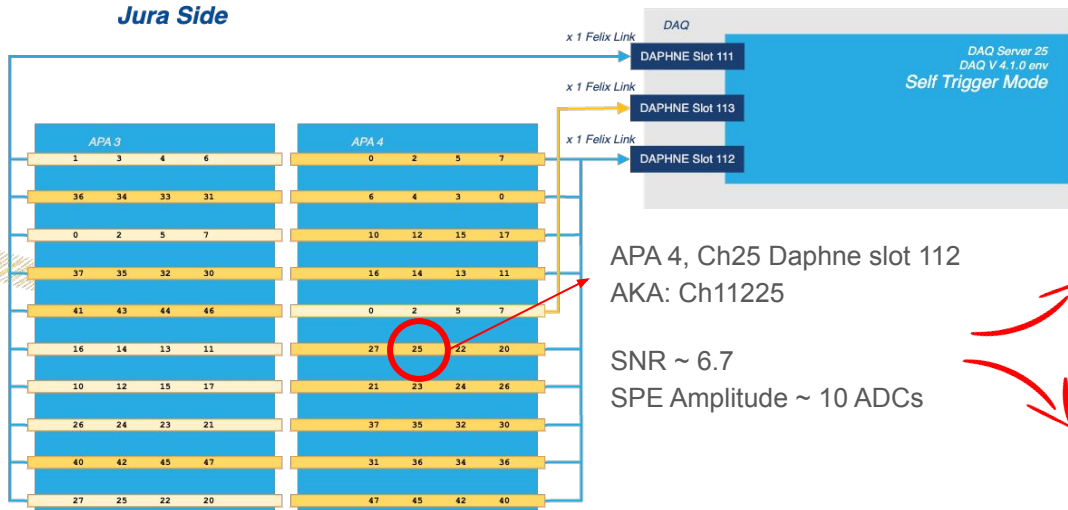 Jura Side
x 1 Felix Link
DAQ
DAPHNE Slot 111
DAQ Server 25
DAQ V 4.1.0 env
Self Trigger Mode
x 1 Felix Link
DAPHNE Slot 113
x 1 Felix Link
DAPHNE Slot 112
APA 3
1 3 4 6
36 34 33 31
0 2 5 7
37 35 32 30
41 43 44 46
16 14 13 11
10 12 15 17
26 24 23 21
40 42 45 47
27 25 22 20
APA 4
0 2 5 7
6 4 3 0
10 12 15 17
16 14 13 11
0 2 5 7
27 25 22 20
21 23 24 26
37 35 32 30
31 36 34 36
47 45 42 40
APA 4, Ch25 Daphne slot 112
AKA: Ch11225
SNR ~ 6.7
SPE Amplitude ~ 10 ADCs